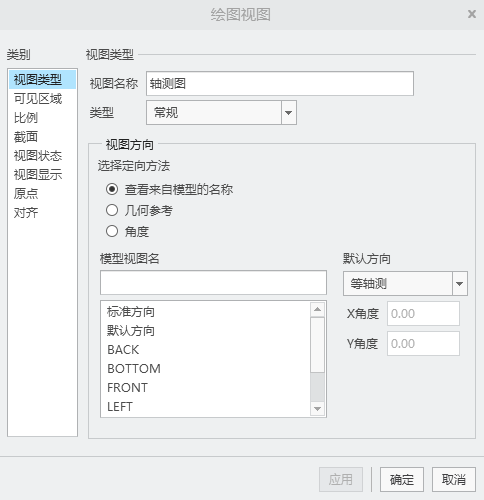 绘图视图
类别
视图类型
可见区域
比例
截面
视图状态
视图显示
原点
对齐
视图类型
视图名称 轴测图
类型 常规
视图方向
选择定向方法
查看来自模型的名称
几何参考
角度
模型视图名
标准方向
默认方向
BACK
BOTTOM
FRONT
LEFT
默认方向
等轴测
X角度 0.00
Y角度 0.00
应用 确定 取消